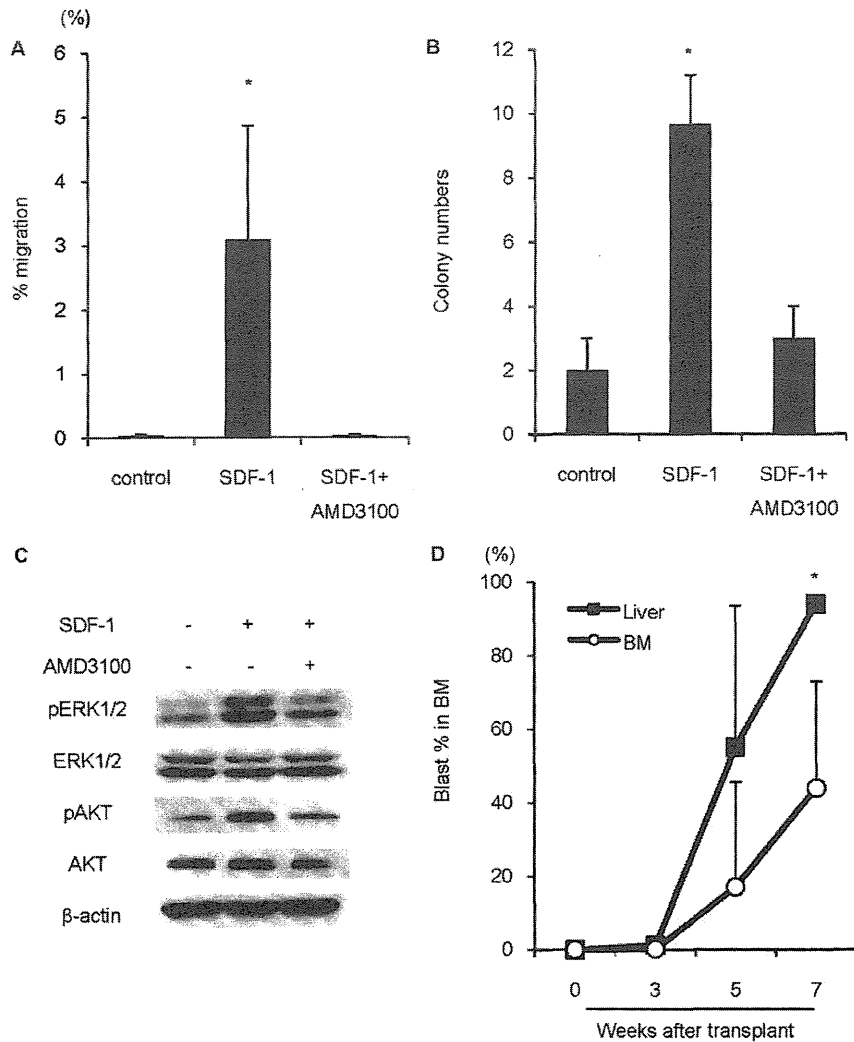 (%)
A
6
5
4
3
2
1
0
% migration
*
control
SDF-1
SDF-1+
AMD3100
B
12
10
8
6
4
2
0
Colony numbers
*
control
SDF-1
SDF-1+
AMD3100
C
SDF-1 - + +
AMD3100 - - +
pERK1/2
ERK1/2
pAKT
AKT
β-actin
D
(%)
100
80
60
40
20
0
Blast % in BM
Liver
BM
*
0 3 5 7
Weeks after transplant